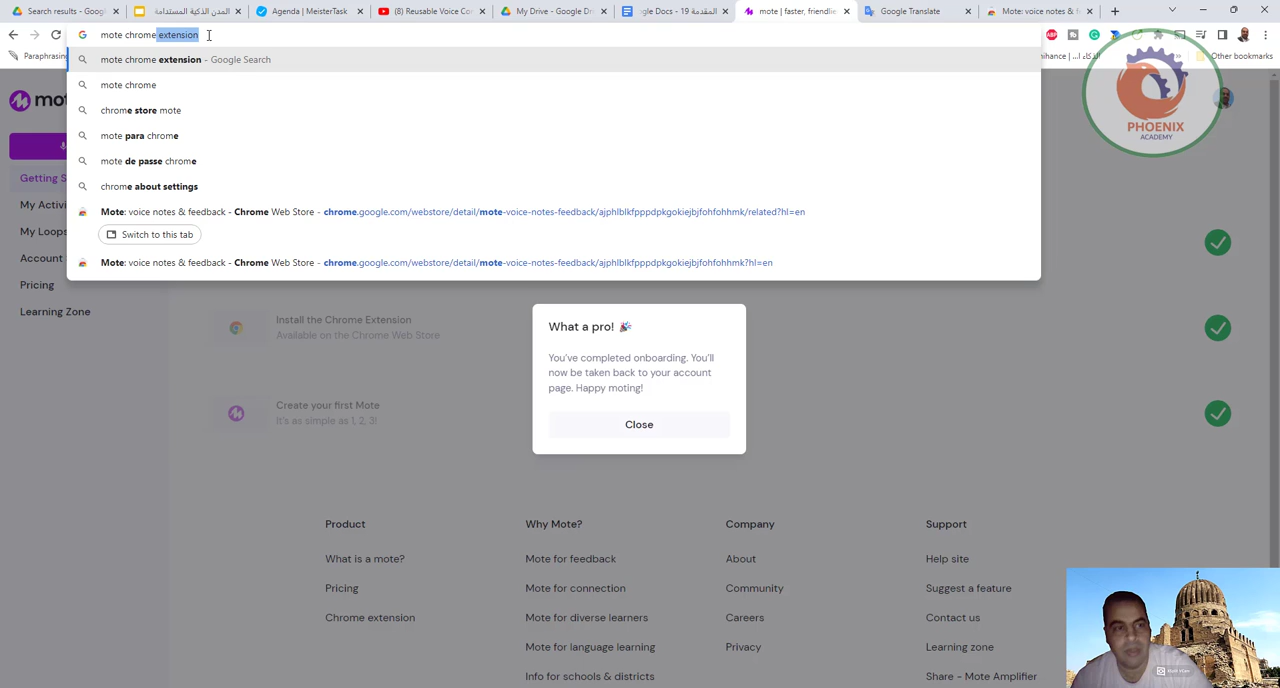 Search results - Goog
المدن الذكية المستدامة
Agenda | MeisterTask
(8) Reusable Voice Com
My Drive - Google Dri
gle Docs - 19 المقدمة
mote | faster, friendlie
Google Translate
Mote: voice notes & f
mote chrome extension
Paraphrasing
Other bookmarks
mote chrome extension - Google Search
mote chrome
chrome store mote
mote para chrome
mote de passe chrome
chrome about settings
Mote: voice notes & feedback - Chrome Web Store - chrome.google.com/webstore/detail/mote-voice-notes-feedback/ajphlblkfpppdpkgokiejbjfohfohhmk/related?hl=en
Switch to this tab
Mote: voice notes & feedback - Chrome Web Store - chrome.google.com/webstore/detail/mote-voice-notes-feedback/ajphlblkfpppdpkgokiejbjfohfohhmk?hl=en
PHOENIX
ACADEMY
mot
Getting S
My Activi
My Loops
Account
Pricing
Learning Zone
Install the Chrome Extension
Available on the Chrome Web Store
Create your first Mote
It's as simple as 1, 2, 3!
What a pro! 🎉
You've completed onboarding. You'll
now be taken back to your account
page. Happy moting!
Close
Product
What is a mote?
Pricing
Chrome extension
Why Mote?
Mote for feedback
Mote for connection
Mote for diverse learners
Mote for language learning
Info for schools & districts
Company
About
Community
Careers
Privacy
Support
Help site
Suggest a feature
Contact us
Learning zone
Share - Mote Amplifier